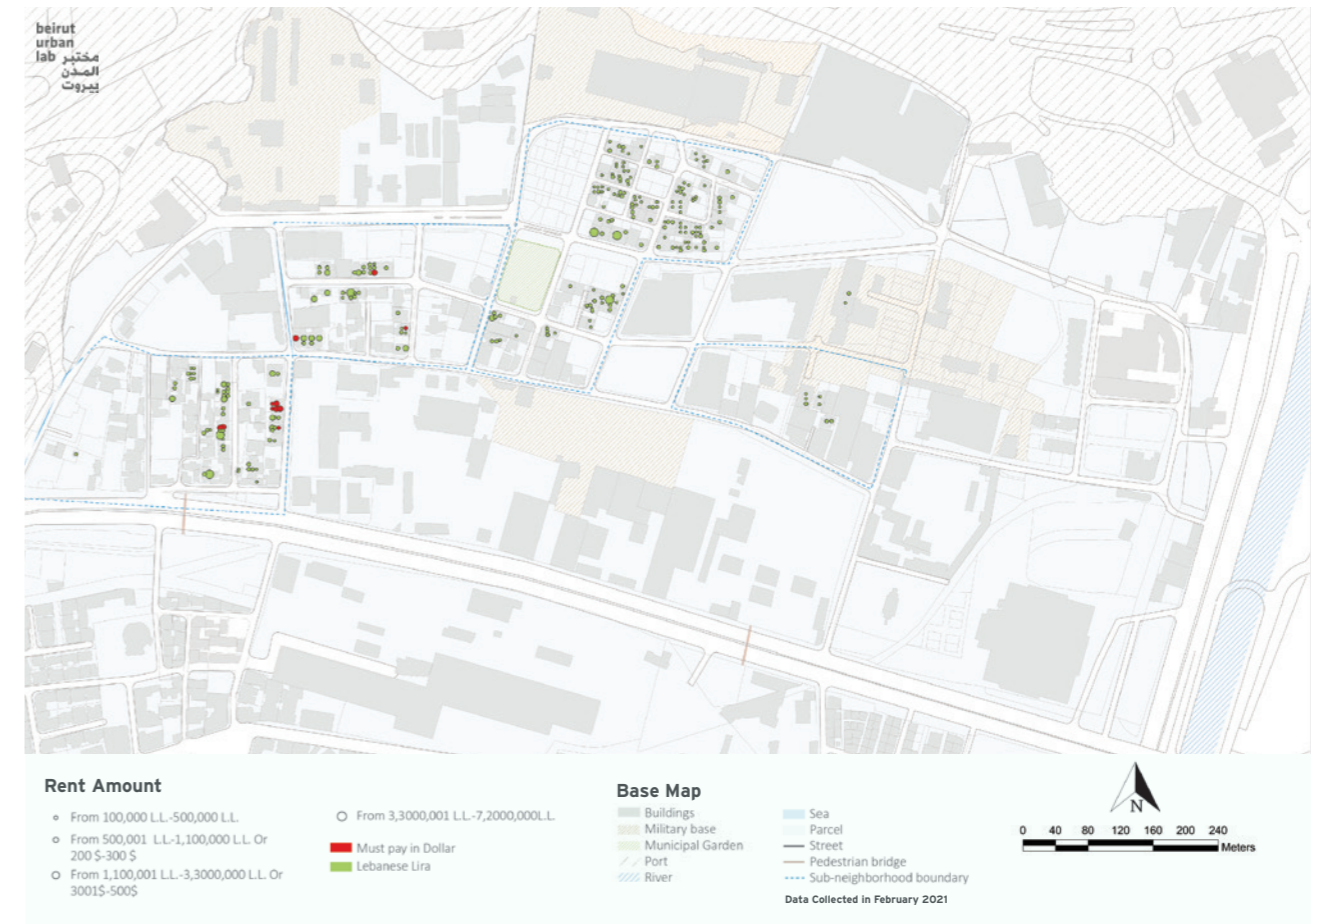 beirut
urban
lab مختبر
المدن
بيروت
Rent Amount
From 100,000 L.L.-500,000 L.L.
From 500,001 L.L.-1,100,000 L.L. Or
200 $-300 $
From 1,100,001 L.L.-3,3000,000 L.L. Or
3001$-500$
From 3,3000,001 L.L.-7,2000,000L.L.
Must pay in Dollar
Lebanese Lira
Base Map
Buildings
Military base
Municipal Garden
Port
River
Sea
Parcel
Street
Pedestrian bridge
Sub-neighborhood boundary
Data Collected in February 2021
N
0 40 80 120 160 200 240
Meters